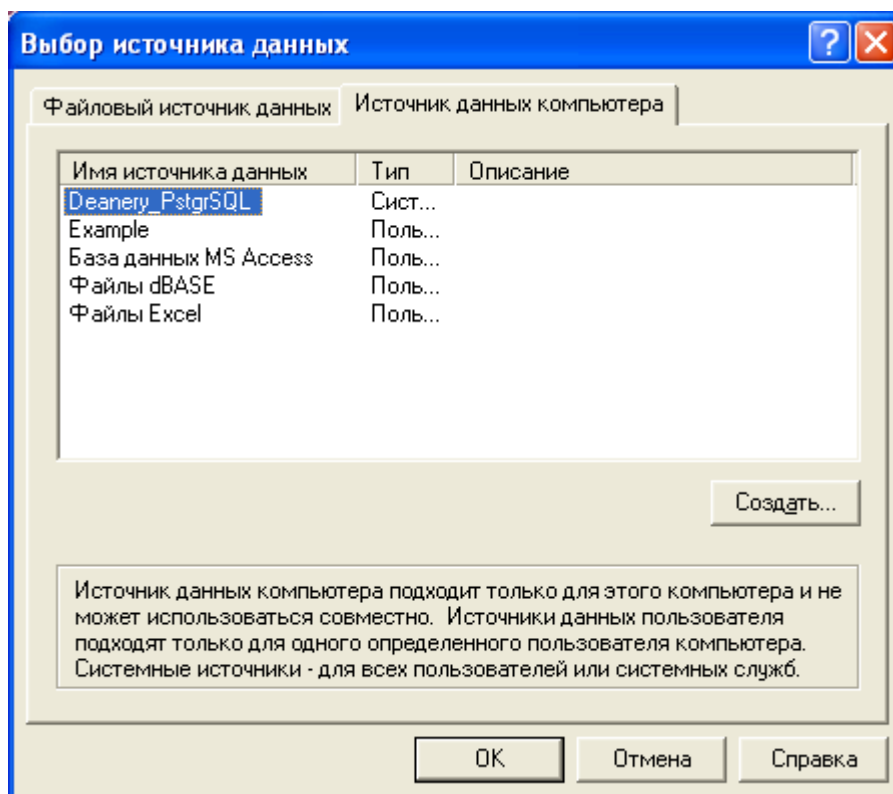 Выбор источника данных
Файловый источник данных Источник данных компьютера
Имя источника данных Тип Описание
Deanery_PstgrSQL Сист...
Example Поль...
База данных MS Access Поль...
Файлы dBASE Поль...
Файлы Excel Поль...
Создать...
Источник данных компьютера подходит только для этого компьютера и не
может использоваться совместно. Источники данных пользователя
подходят только для одного определенного пользователя компьютера.
Системные источники - для всех пользователей или системных служб.
OK Отмена Справка